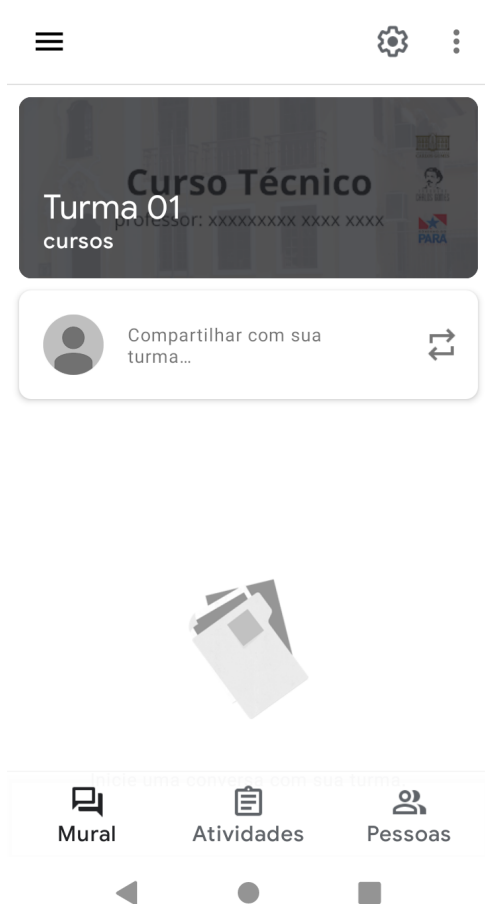 Curso Técnico
Turma 01
professor: xxxxxxxxx xxxx xxxx
cursos
PARÁ
Compartilhar com sua
turma...
Inicie uma conversa com sua turma
Mural
Atividades
Pessoas